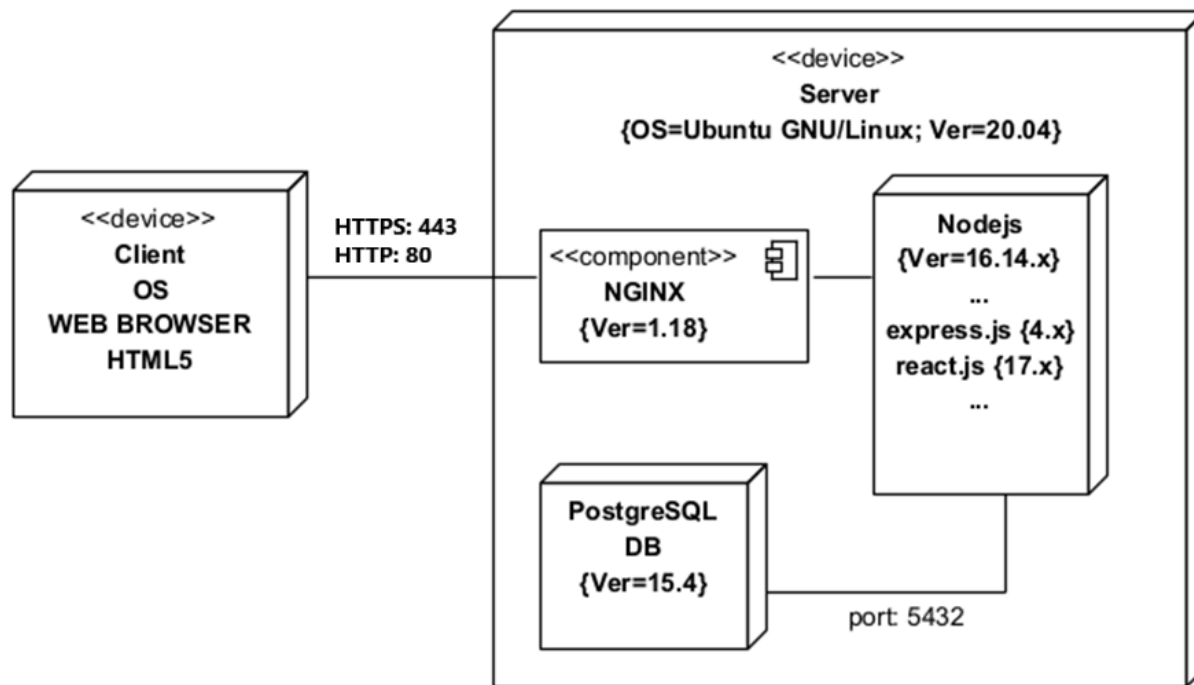 <<device>>
Server
{OS=Ubuntu GNU/Linux; Ver=20.04}
<<device>>
Client
OS
WEB BROWSER
HTML5
HTTPS: 443
HTTP: 80
<<component>>
NGINX
{Ver=1.18}
Nodejs
{Ver=16.14.x}
...
express.js {4.x}
react.js {17.x}
...
PostgreSQL
DB
{Ver=15.4}
port: 5432